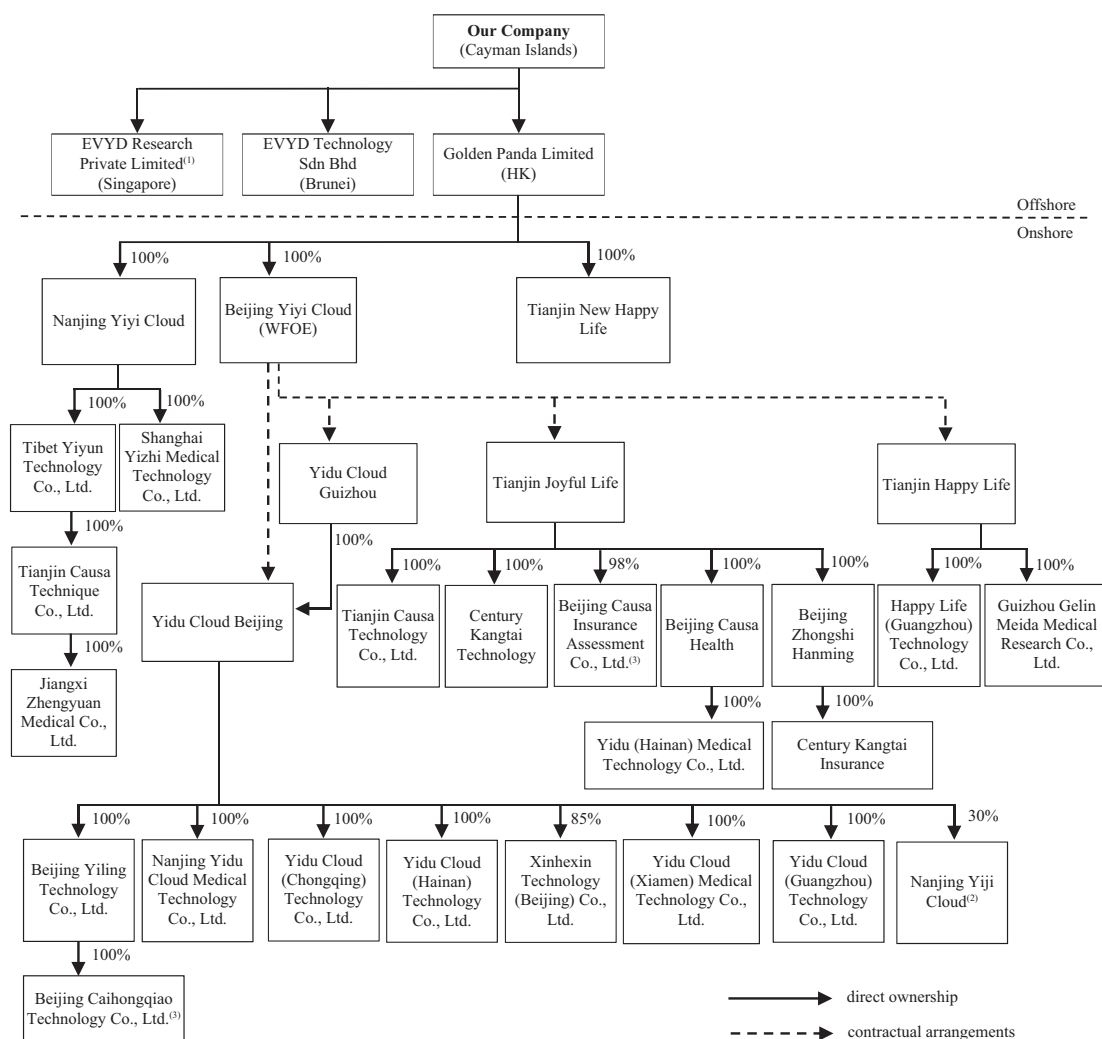 Our Company
(Cayman Islands)
EVYD Research
Private Limited(1)
(Singapore)
EVYD Technology
Sdn Bhd
(Brunei)
Golden Panda Limited
(HK)
Offshore
Onshore
100%
100%
100%
Nanjing Yiyi Cloud
Beijing Yiyi Cloud
(WFOE)
Tianjin New Happy
Life
100%
100%
Tibet Yiyun
Technology
Co., Ltd.
Shanghai
Yizhi Medical
Technology
Co., Ltd.
Yidu Cloud
Guizhou
Tianjin Joyful Life
Tianjin Happy Life
100%
100%
Tianjin Causa
Technique
Co., Ltd.
Yidu Cloud Beijing
100%
100%
98%
100%
100%
100%
100%
Tianjin Causa
Technology
Co., Ltd.
Century
Kangtai
Technology
Beijing Causa
Insurance
Assessment
Co., Ltd.(3)
Beijing Causa
Health
Beijing
Zhongshi
Hanming
Happy Life
(Guangzhou)
Technology
Co., Ltd.
Guizhou Gelin
Meida Medical
Research Co.,
Ltd.
100%
Jiangxi
Zhengyuan
Medical Co.,
Ltd.
100%
100%
Yidu (Hainan) Medical
Technology Co., Ltd.
Century Kangtai
Insurance
100%
100%
100%
100%
85%
100%
100%
30%
Beijing Yiling
Technology
Co., Ltd.
Nanjing Yidu
Cloud Medical
Technology
Co., Ltd.
Yidu Cloud
(Chongqing)
Technology
Co., Ltd.
Yidu Cloud
(Hainan)
Technology
Co., Ltd.
Xinhexin
Technology
(Beijing) Co.,
Ltd.
Yidu Cloud
(Xiamen) Medical
Technology Co.,
Ltd.
Yidu Cloud
(Guangzhou)
Technology
Co., Ltd.
Nanjing Yiji
Cloud(2)
100%
Beijing Caihongqiao
Technology Co., Ltd.(3)
direct ownership
contractual arrangements